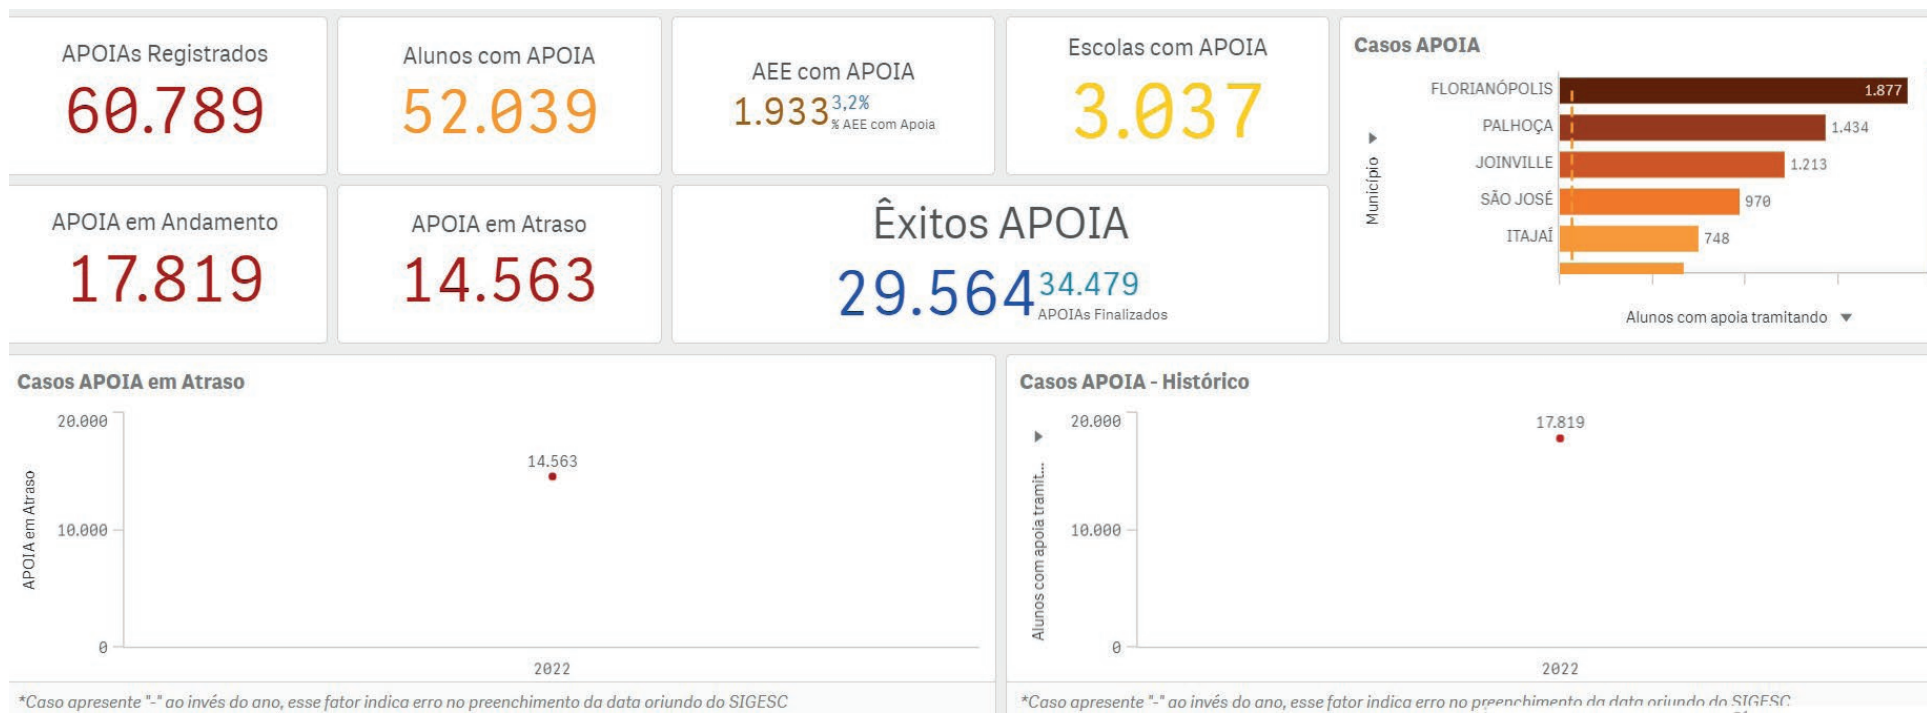 APOIAs Registrados
60.789
Alunos com APOIA
52.039
AEE com APOIA
1.933 3,2%
% AEE com Apoia
Escolas com APOIA
3.037
APOIA em Andamento
17.819
APOIA em Atraso
14.563
Êxitos APOIA
29.564 34.479
APOIAs Finalizados
Casos APOIA
Município
FLORIANÓPOLIS 1.877
PALHOÇA 1.434
JOINVILLE 1.213
SÃO JOSÉ 970
ITAJAÍ 748
Alunos com apoia tramitando
Casos APOIA em Atraso
APOIA em Atraso
20.000
14.563
10.000
0
2022
*Caso apresente "-" ao invés do ano, esse fator indica erro no preenchimento da data oriundo do SIGESC
Casos APOIA - Histórico
Alunos com apoia tramit...
20.000
17.819
10.000
0
2022
*Caso apresente "-" ao invés do ano, esse fator indica erro no preenchimento da data oriundo do SIGESC